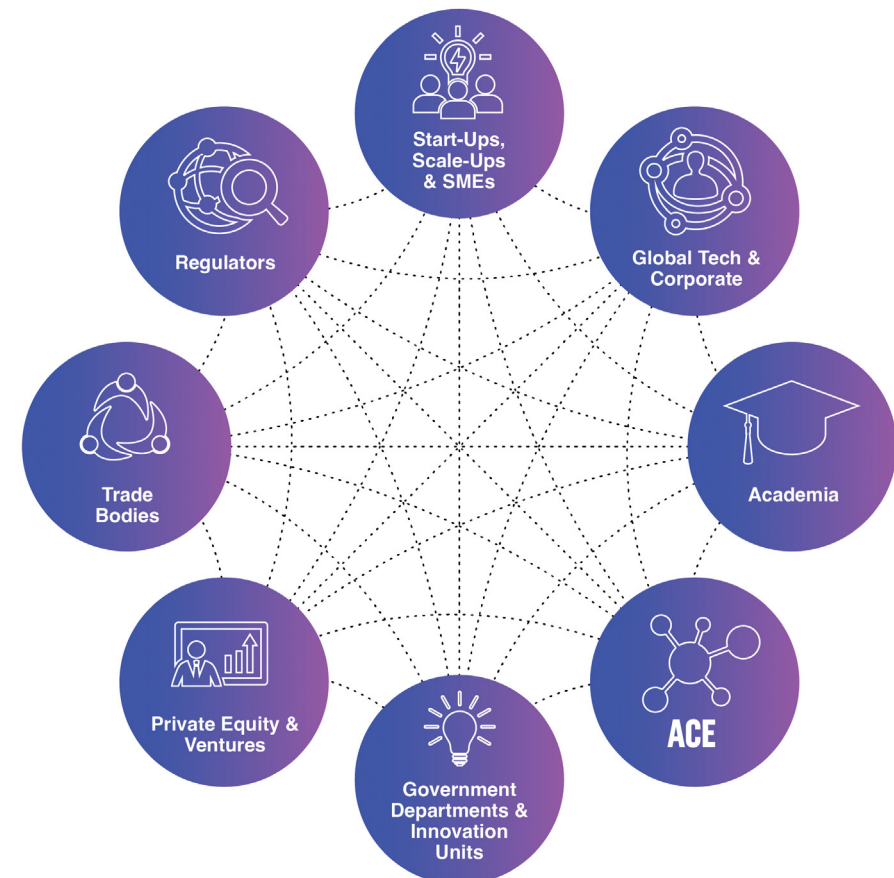 Start-Ups,
Scale-Ups
& SMEs
Global Tech &
Corporate
Academia
ACE
Government
Departments &
Innovation
Units
Private Equity &
Ventures
Trade
Bodies
Regulators